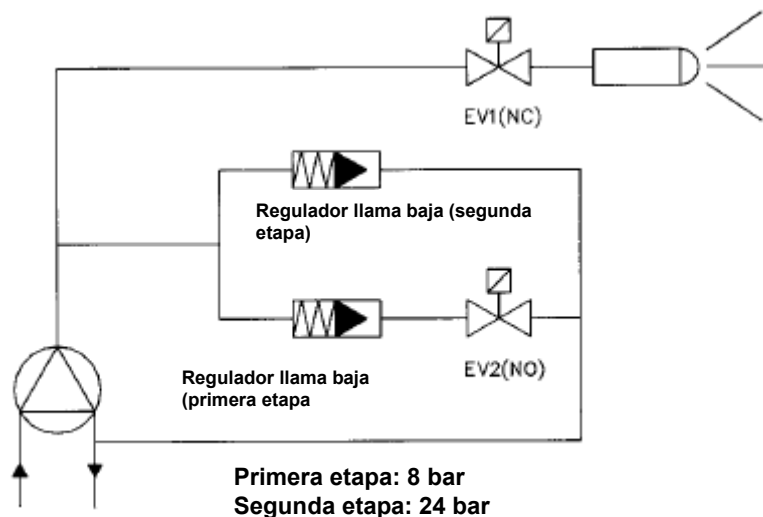 EV1(NC)
Regulador llama baja (segunda
etapa)
EV2(NO)
Regulador llama baja
(primera etapa
Primera etapa: 8 bar
Segunda etapa: 24 bar